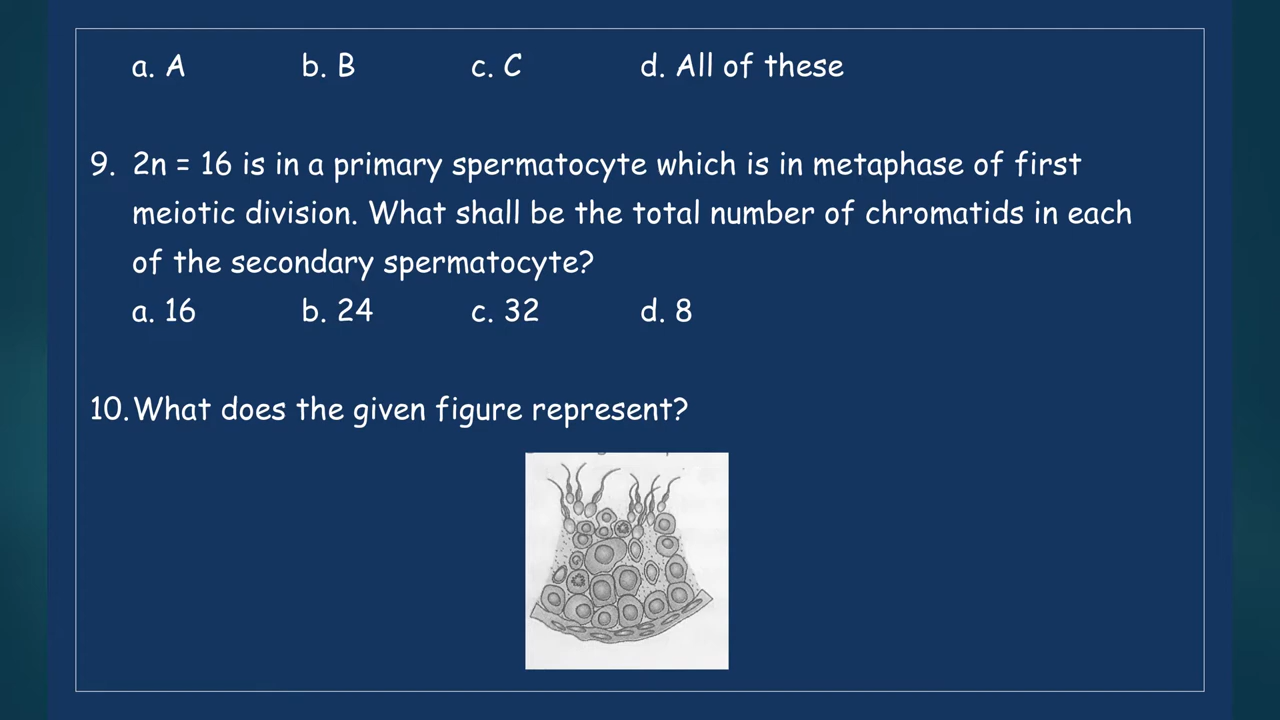 a. A b. B c. C d. All of these
9. 2n = 16 is in a primary spermatocyte which is in metaphase of first
meiotic division. What shall be the total number of chromatids in each
of the secondary spermatocyte?
a. 16 b. 24 c. 32 d. 8
10. What does the given figure represent?